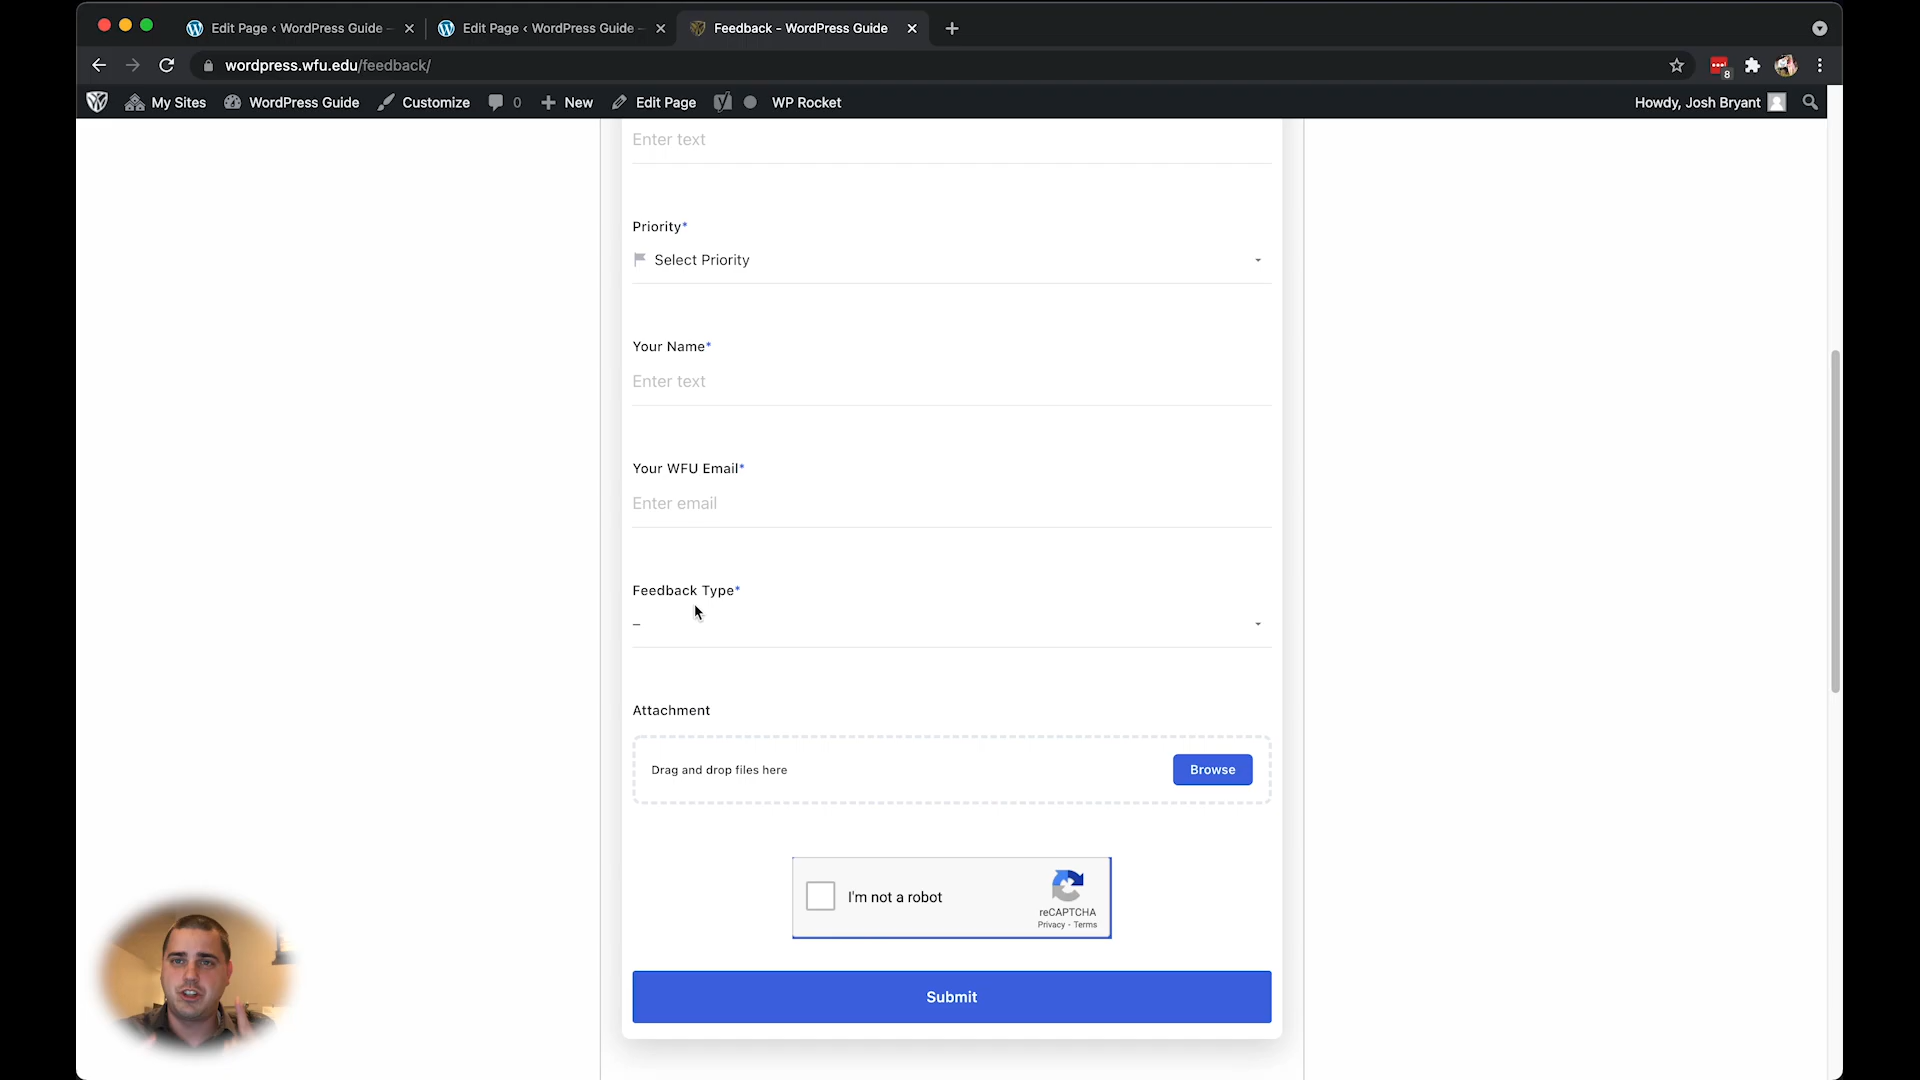 Edit Page ‹ WordPress Guide –
Edit Page ‹ WordPress Guide –
Feedback – WordPress Guide
wordpress.wfu.edu/feedback/
8
My Sites
WordPress Guide
Customize
0
New
Edit Page
WP Rocket
Howdy, Josh Bryant
Enter text
Priority*
Select Priority
Your Name*
Enter text
Your WFU Email*
Enter email
Feedback Type*
–
Attachment
Drag and drop files here
Browse
I'm not a robot
reCAPTCHA
Privacy - Terms
Submit